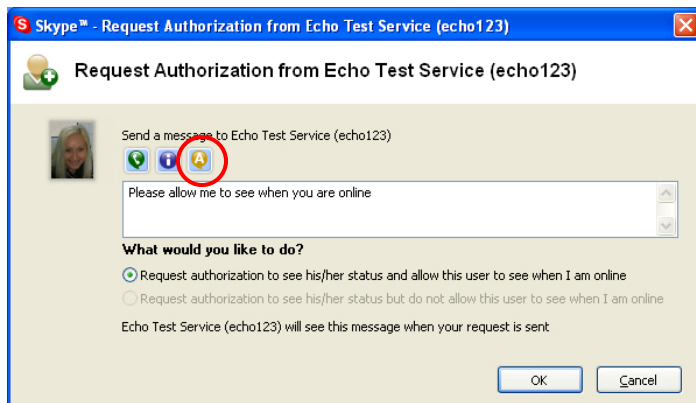 Skype™ - Request Authorization from Echo Test Service (echo123)
Request Authorization from Echo Test Service (echo123)
Send a message to Echo Test Service (echo123)
A
Please allow me to see when you are online
What would you like to do?
Request authorization to see his/her status and allow this user to see when I am online
Request authorization to see his/her status but do not allow this user to see when I am online
Echo Test Service (echo123) will see this message when your request is sent
OK Cancel